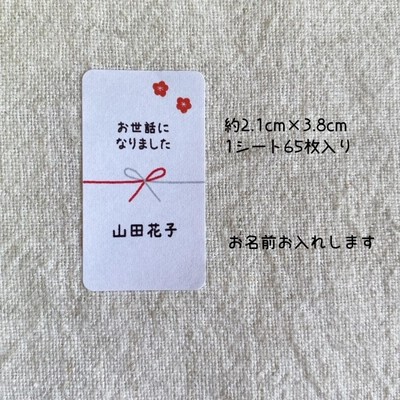 お世話に
なりました
山田花子
約2.1cm×3.8cm
1シート65枚入り
お名前お入れします